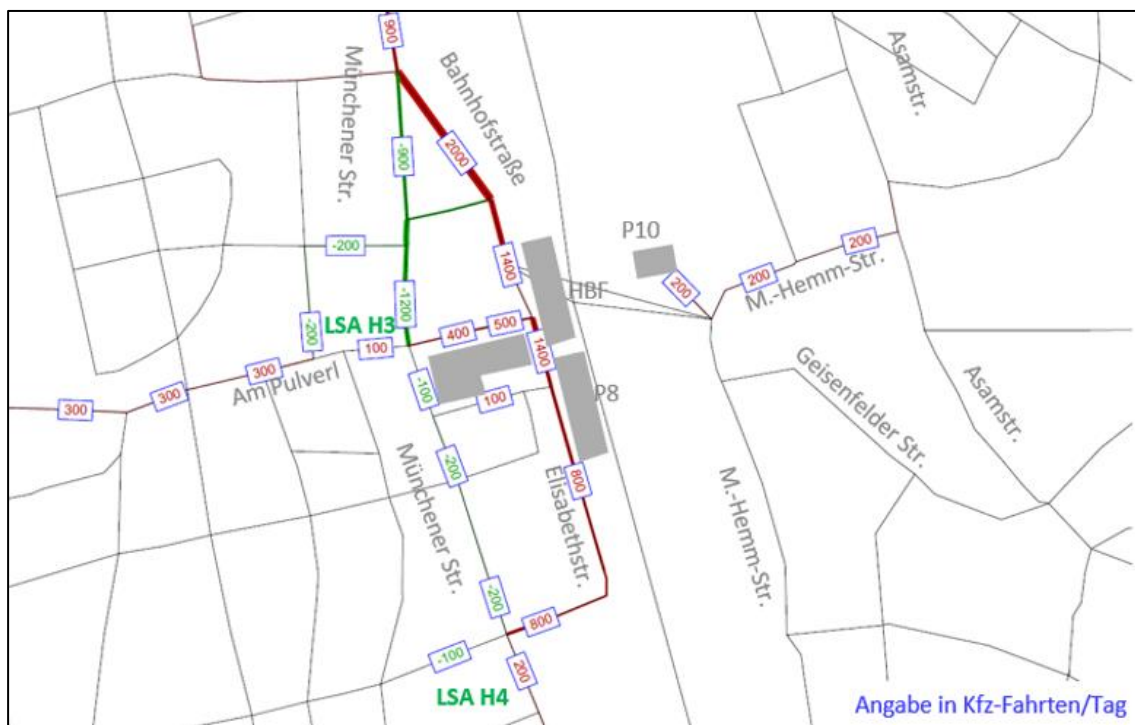 900
Münchener Str.
Bahnhofstraße
Asamstr.
-900
2000
P10
-200
1400
200
200
200
HBF
M.-Hemm-Str.
-1200
-200
LSA H3
400
500
100
1400
300
300
300
Am Pulverl
-100
100
P8
Geisenfelder Str.
Asamstr.
-200
Münchener Str.
Elisabethstr.
800
M.-Hemm-Str.
-200
800
-100
200
LSA H4
Angabe in Kfz-Fahrten/Tag